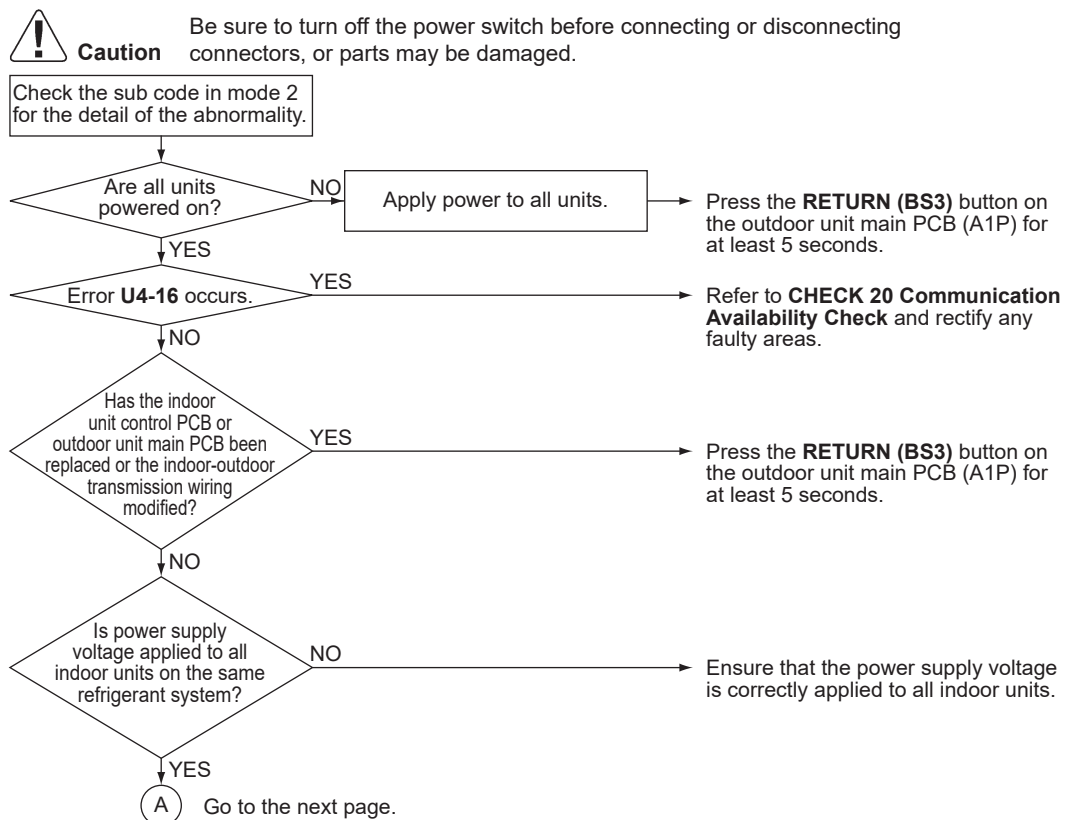 Be sure to turn off the power switch before connecting or disconnecting
Caution connectors, or parts may be damaged.
Check the sub code in mode 2
for the detail of the abnormality.
Are all units
powered on?
NO
Apply power to all units.
Press the RETURN (BS3) button on
the outdoor unit main PCB (A1P) for
at least 5 seconds.
YES
Error U4-16 occurs.
YES
Refer to CHECK 20 Communication
Availability Check and rectify any
faulty areas.
NO
Has the indoor
unit control PCB or
outdoor unit main PCB been
replaced or the indoor-outdoor
transmission wiring
modified?
YES
Press the RETURN (BS3) button on
the outdoor unit main PCB (A1P) for
at least 5 seconds.
NO
Is power supply
voltage applied to all
indoor units on the same
refrigerant system?
NO
Ensure that the power supply voltage
is correctly applied to all indoor units.
YES
A Go to the next page.